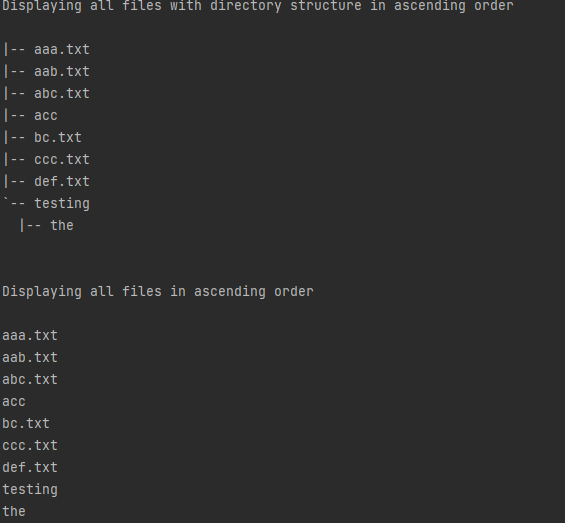 Displaying all files with directory structure in ascending order
|-- aaa.txt
|-- aab.txt
|-- abc.txt
|-- acc
|-- bc.txt
|-- ccc.txt
|-- def.txt
`-- testing
  |-- the
Displaying all files in ascending order
aaa.txt
aab.txt
abc.txt
acc
bc.txt
ccc.txt
def.txt
testing
the